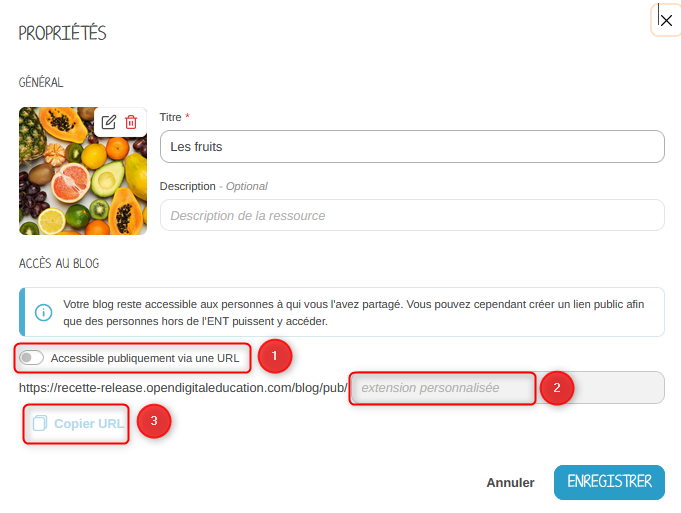 PROPRIÉTÉS
GÉNÉRAL
Titre *
Les fruits
Description - Optional
Description de la ressource
ACCÈS AU BLOG
Votre blog reste accessible aux personnes à qui vous l'avez partagé. Vous pouvez cependant créer un lien public afin
que des personnes hors de l'ENT puissent y accéder.
Accessible publiquement via une URL 1
https://recette-release.opendigitaleducation.com/blog/pub/ extension personnalisée 2
Copier URL 3
Annuler ENREGISTRER